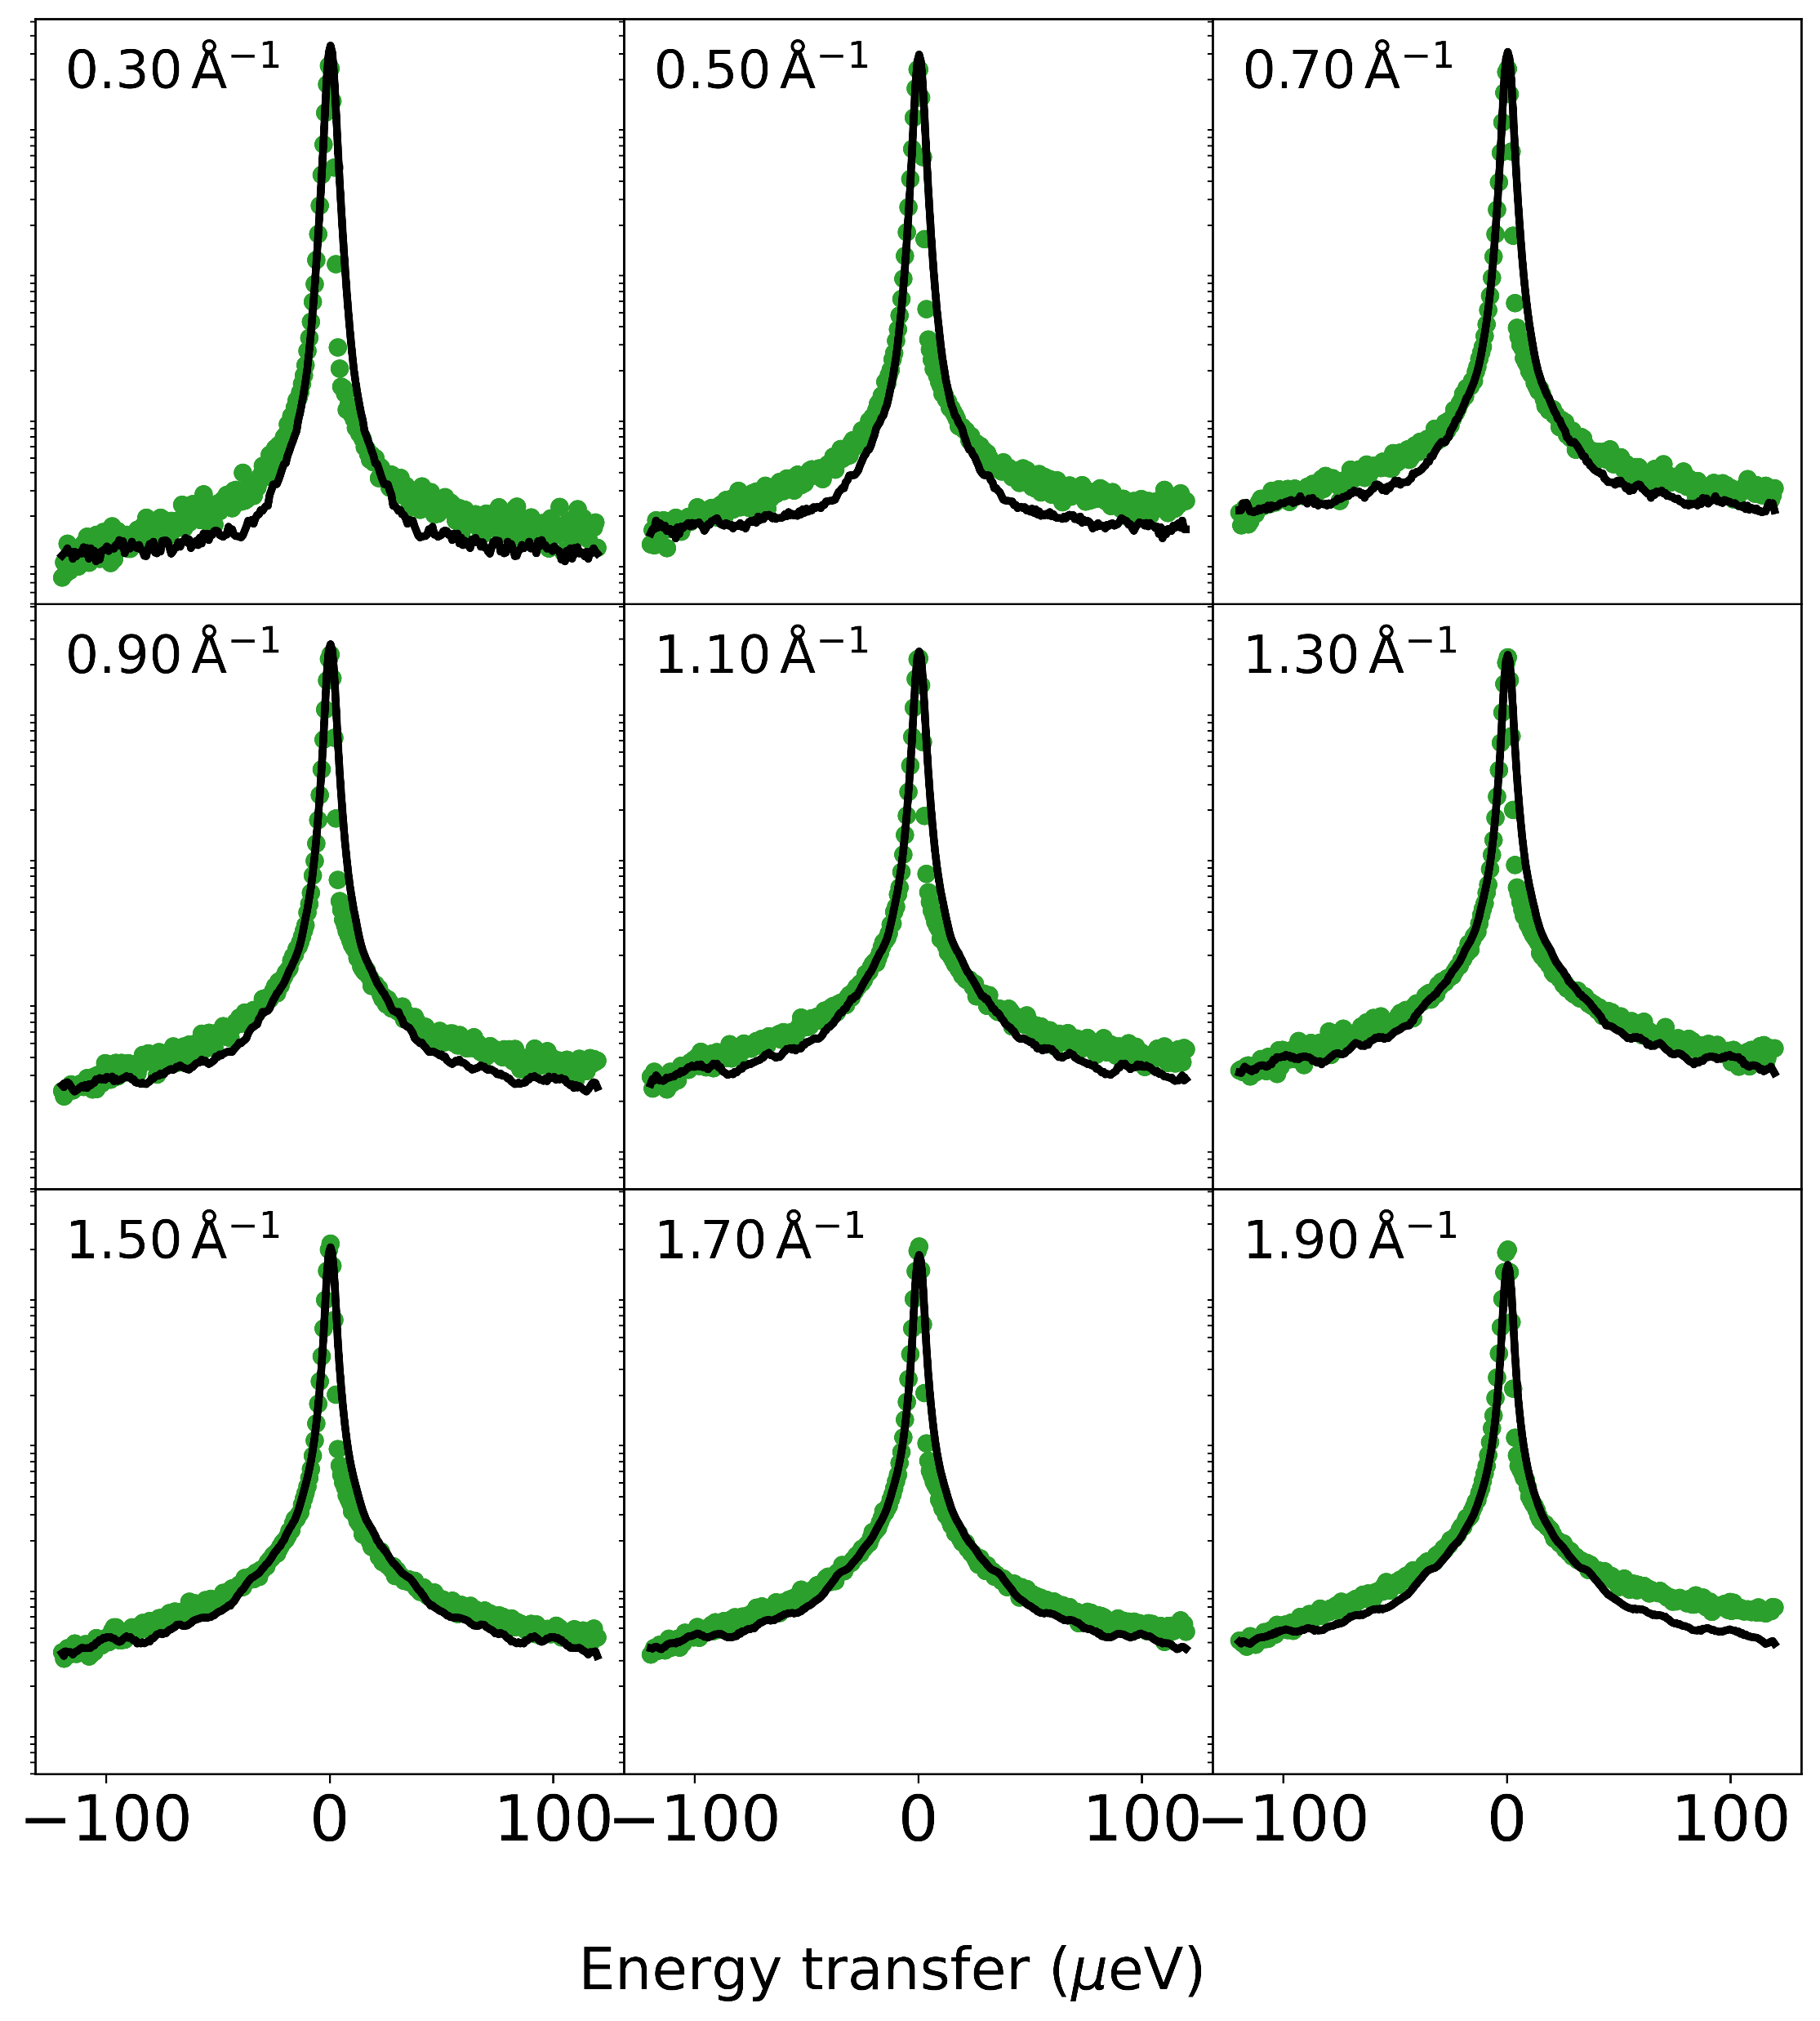 0.30 Å⁻¹ 0.50 Å⁻¹ 0.70 Å⁻¹
0.90 Å⁻¹ 1.10 Å⁻¹ 1.30 Å⁻¹
1.50 Å⁻¹ 1.70 Å⁻¹ 1.90 Å⁻¹
−100 0 100 −100 0 100 −100 0 100
Energy transfer (μeV)